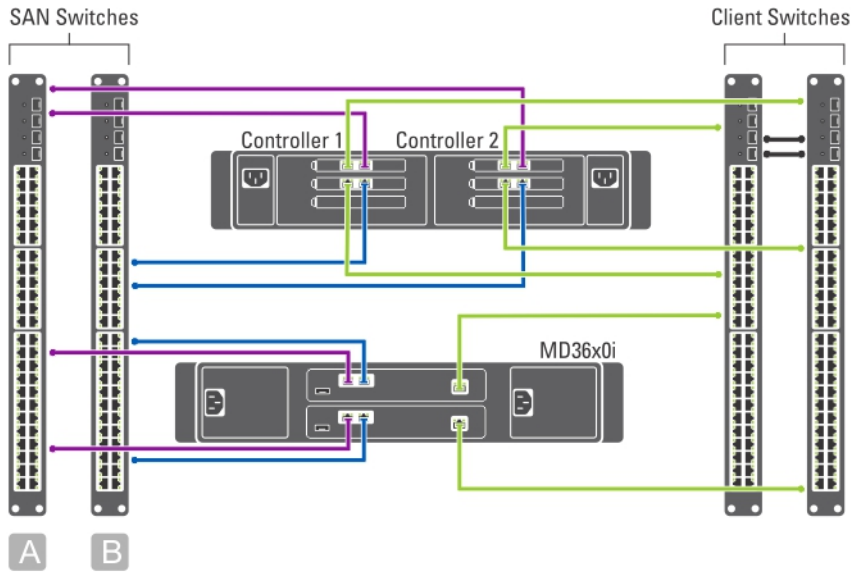 SAN Switches
Client Switches
Controller 1
Controller 2
MD36x0i
A
B